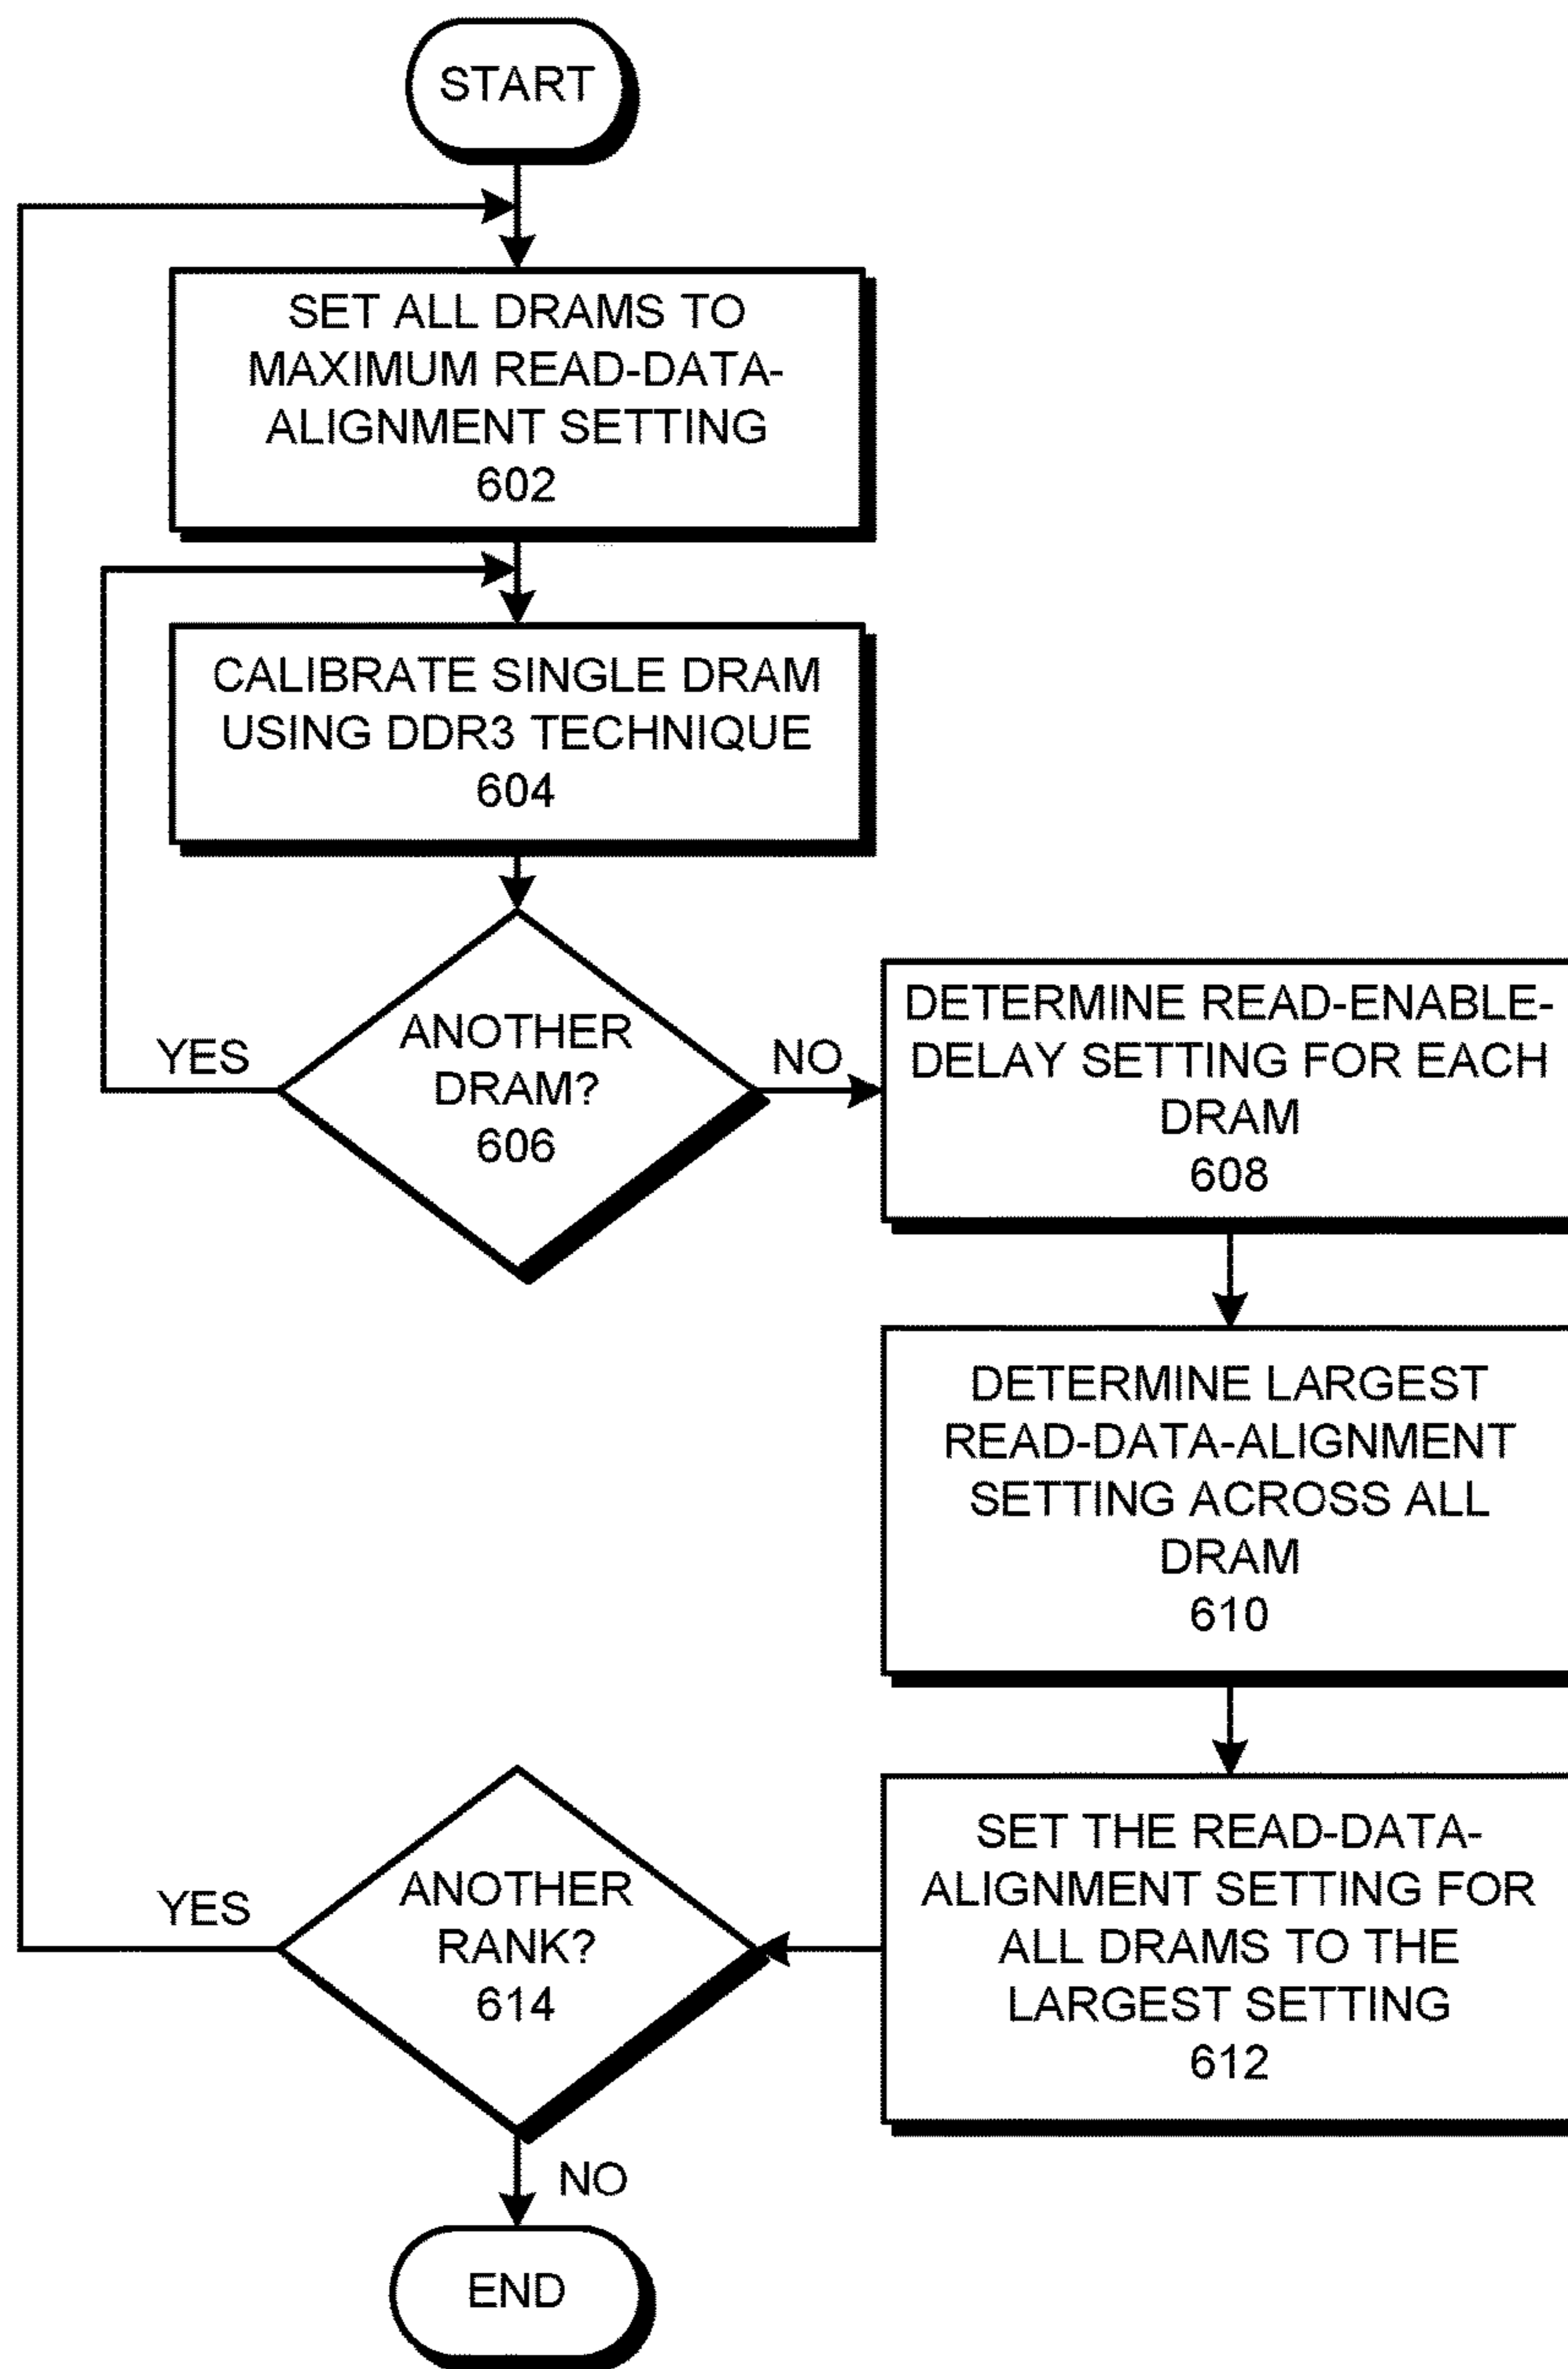 START
SET ALL DRAMS TO
MAXIMUM READ-DATA-
ALIGNMENT SETTING
602
CALIBRATE SINGLE DRAM
USING DDR3 TECHNIQUE
604
ANOTHER
DRAM?
606
YES
NO
DETERMINE READ-ENABLE-
DELAY SETTING FOR EACH
DRAM
608
DETERMINE LARGEST
READ-DATA-ALIGNMENT
SETTING ACROSS ALL
DRAM
610
SET THE READ-DATA-
ALIGNMENT SETTING FOR
ALL DRAMS TO THE
LARGEST SETTING
612
ANOTHER
RANK?
614
YES
NO
END